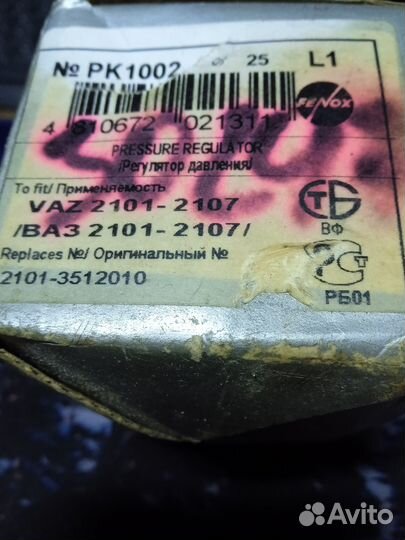 № PK1002 ⌀ 25 L1
FENOX
4 810672 021311
PRESSURE REGULATOR
/Регулятор давления/
To fit/ Применяемость
VAZ 2101- 2107
/ВАЗ 2101- 2107/
ВФ
Replaces №/ Оригинальный №
2101-3512010
РБ01
Avito